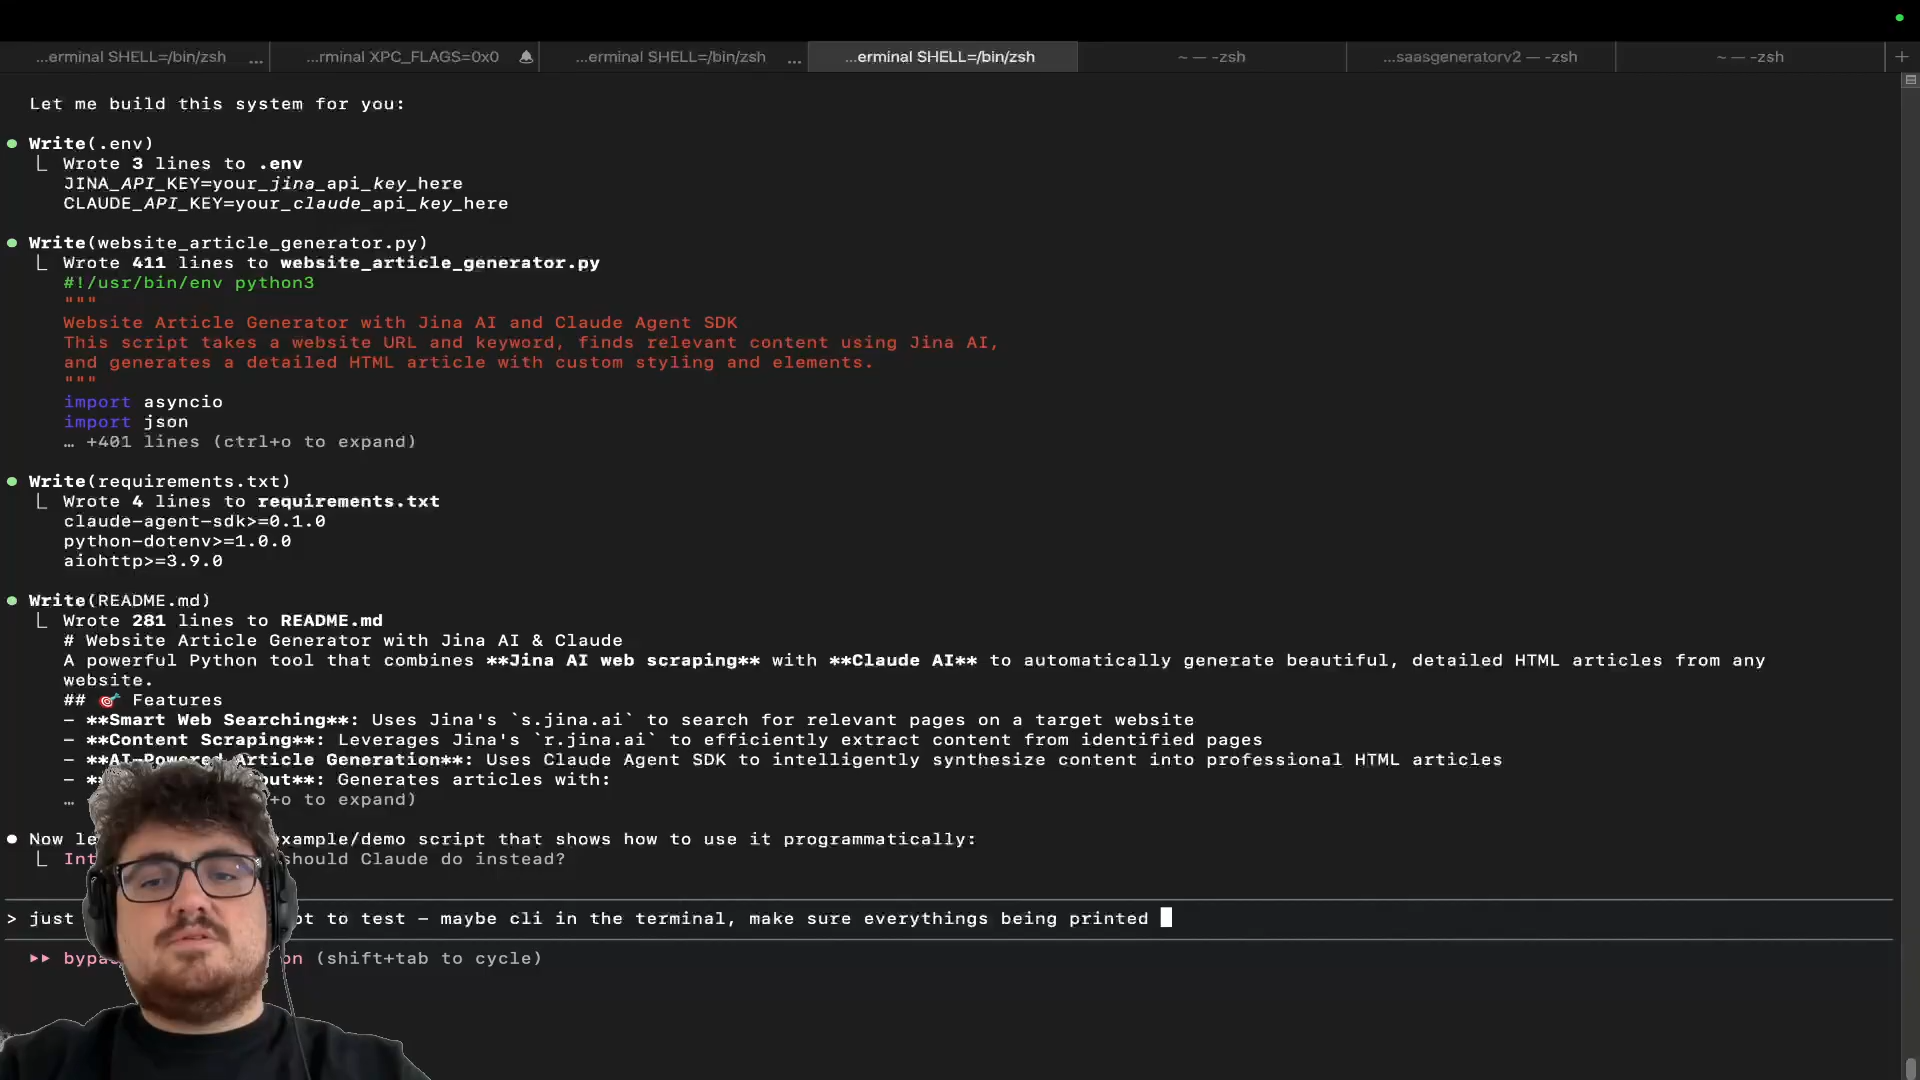 ...erminal SHELL=/bin/zsh ... ...rminal XPC_FLAGS=0x0 ...erminal SHELL=/bin/zsh ... ...erminal SHELL=/bin/zsh ~ — -zsh ...saasgeneratorv2 — -zsh ~ — -zsh +
Let me build this system for you:
● Write(.env)
⎿ Wrote 3 lines to .env
JINA_API_KEY=your_jina_api_key_here
CLAUDE_API_KEY=your_claude_api_key_here
● Write(website_article_generator.py)
⎿ Wrote 411 lines to website_article_generator.py
#!/usr/bin/env python3
"""
Website Article Generator with Jina AI and Claude Agent SDK
This script takes a website URL and keyword, finds relevant content using Jina AI,
and generates a detailed HTML article with custom styling and elements.
"""
import asyncio
import json
… +401 lines (ctrl+o to expand)
● Write(requirements.txt)
⎿ Wrote 4 lines to requirements.txt
claude-agent-sdk>=0.1.0
python-dotenv>=1.0.0
aiohttp>=3.9.0
● Write(README.md)
⎿ Wrote 281 lines to README.md
# Website Article Generator with Jina AI & Claude
A powerful Python tool that combines **Jina AI web scraping** with **Claude AI** to automatically generate beautiful, detailed HTML articles from any
website.
## 🎯 Features
- **Smart Web Searching**: Uses Jina's `s.jina.ai` to search for relevant pages on a target website
- **Content Scraping**: Leverages Jina's `r.jina.ai` to efficiently extract content from identified pages
- **AI-Powered Article Generation**: Uses Claude Agent SDK to intelligently synthesize content into professional HTML articles
- ** **: Generates articles with:
… to expand)
● Now example/demo script that shows how to use it programmatically:
⎿ should Claude do instead?
> just to test - maybe cli in the terminal, make sure everythings being printed
▸▸ on (shift+tab to cycle)